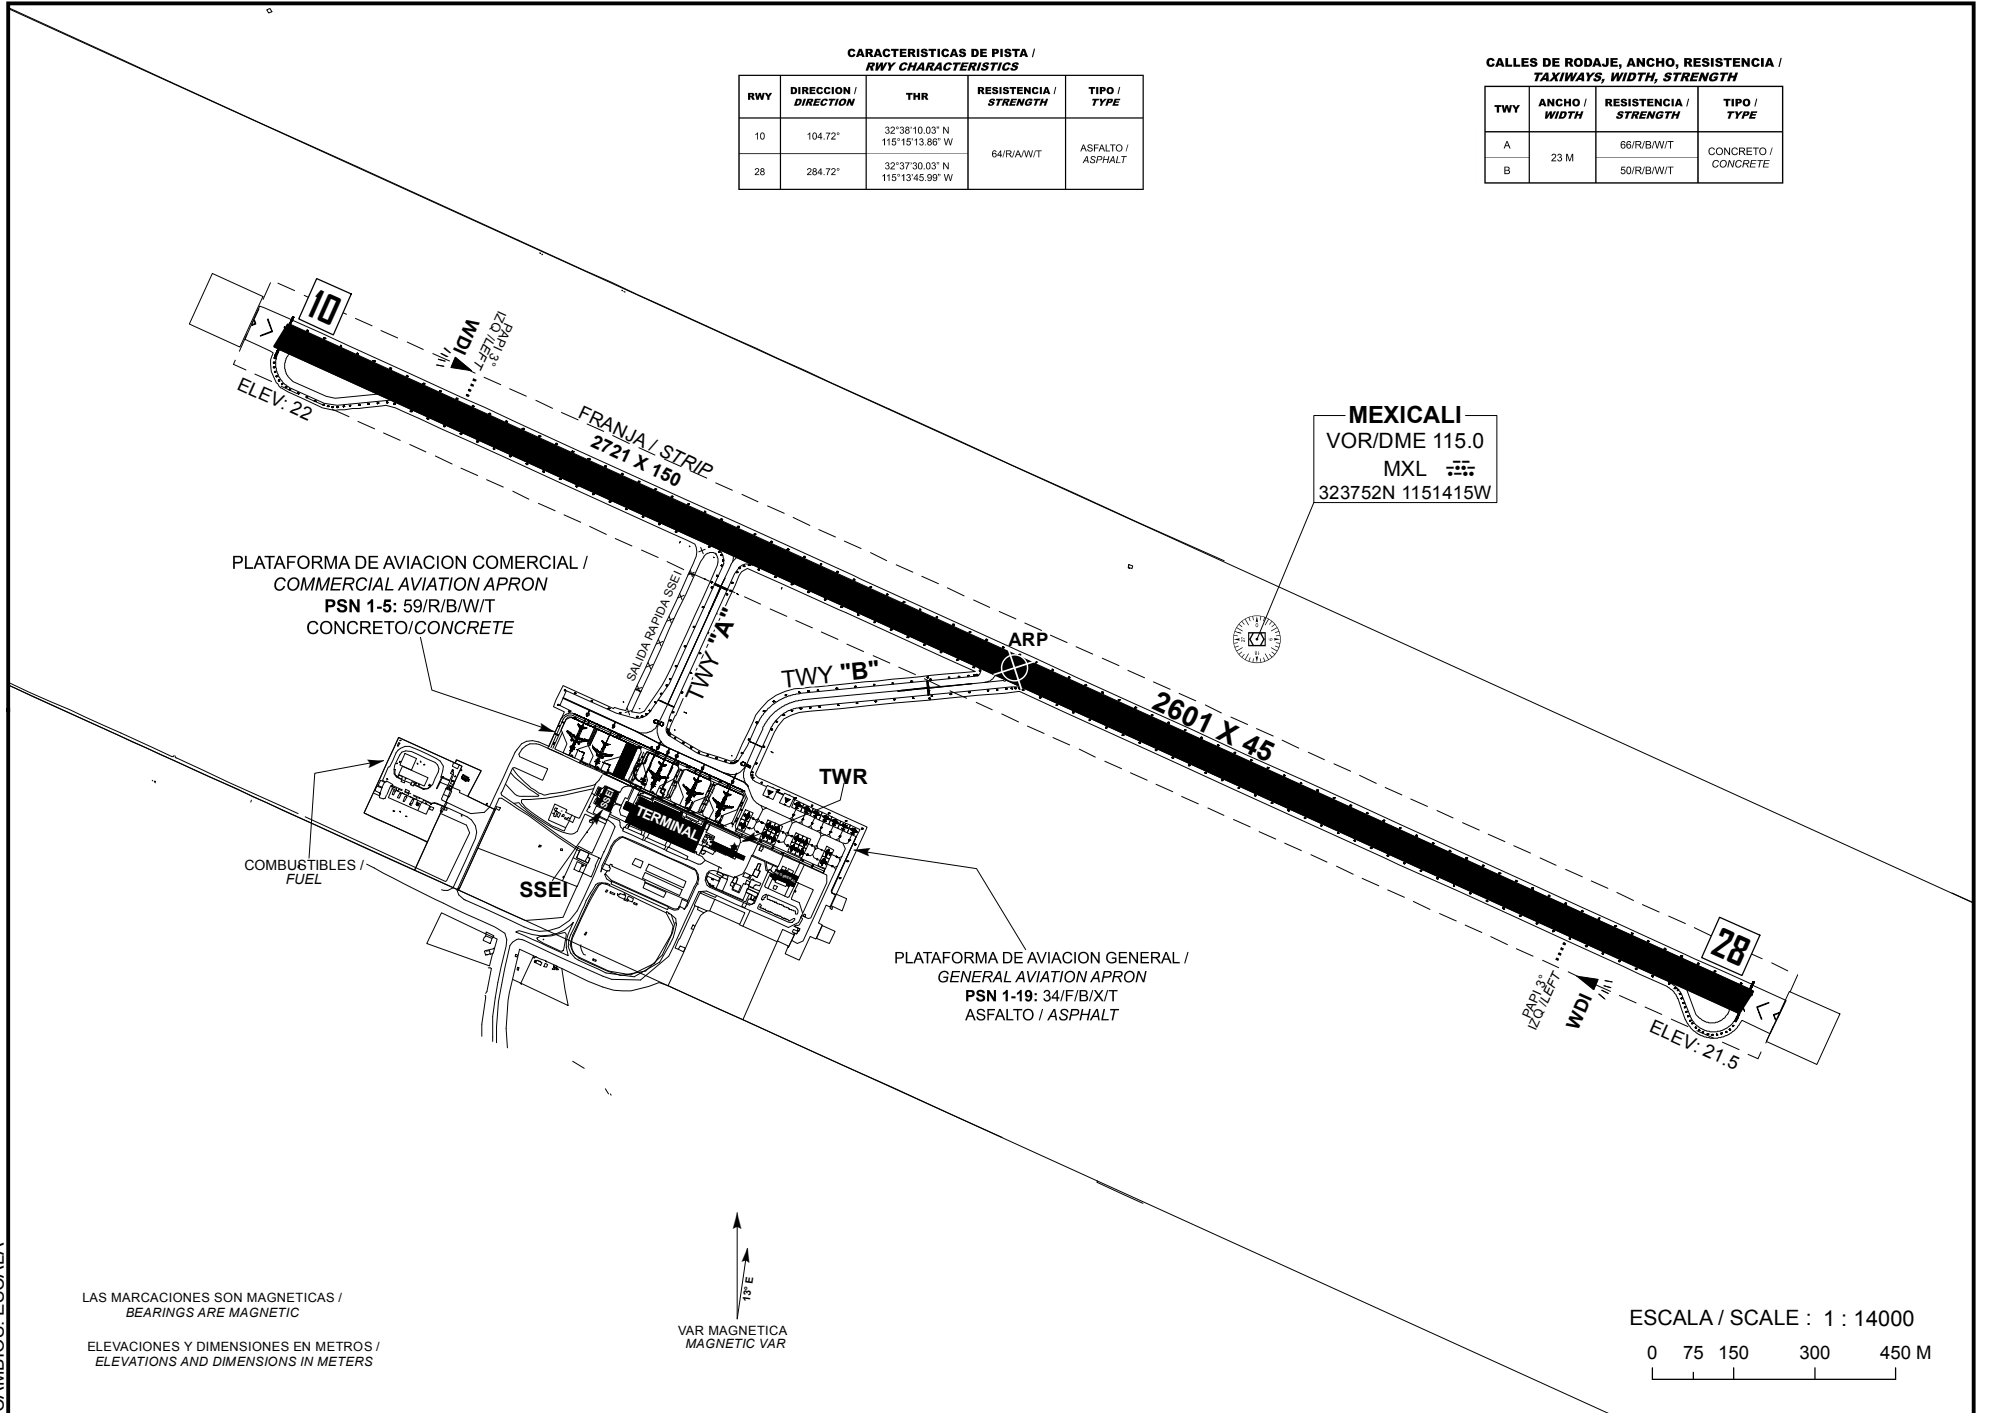 CARACTERISTICAS DE PISTA /
RWY CHARACTERISTICS
RWY DIRECCION / DIRECTION THR RESISTENCIA / STRENGTH TIPO / TYPE
10 104.72° 32°38'10.03" N 115°15'13.86" W 64/R/A/W/T ASFALTO / ASPHALT
28 284.72° 32°37'30.03" N 115°13'45.99" W
CALLES DE RODAJE, ANCHO, RESISTENCIA /
TAXIWAYS, WIDTH, STRENGTH
TWY ANCHO / WIDTH RESISTENCIA / STRENGTH TIPO / TYPE
A 23 M 66/R/B/W/T CONCRETO / CONCRETE
B 50/R/B/W/T
10
WDI
PAPI 3°
IZQ /LEFT
ELEV: 22
FRANJA / STRIP
2721 X 150
MEXICALI
VOR/DME 115.0
MXL
323752N 1151415W
PLATAFORMA DE AVIACION COMERCIAL /
COMMERCIAL AVIATION APRON
PSN 1-5: 59/R/B/W/T
CONCRETO/CONCRETE
SALIDA RAPIDA SSEI
TWY "A"
TWY "B"
ARP
2601 X 45
TWR
SSEI
TERMINAL
COMBUSTIBLES /
FUEL
SSEI
PLATAFORMA DE AVIACION GENERAL /
GENERAL AVIATION APRON
PSN 1-19: 34/F/B/X/T
ASFALTO / ASPHALT
28
PAPI 3°
IZQ /LEFT
WDI
ELEV: 21.5
13° E
VAR MAGNETICA
MAGNETIC VAR
LAS MARCACIONES SON MAGNETICAS /
BEARINGS ARE MAGNETIC
ELEVACIONES Y DIMENSIONES EN METROS /
ELEVATIONS AND DIMENSIONS IN METERS
ESCALA / SCALE : 1 : 14000
0 75 150 300 450 M